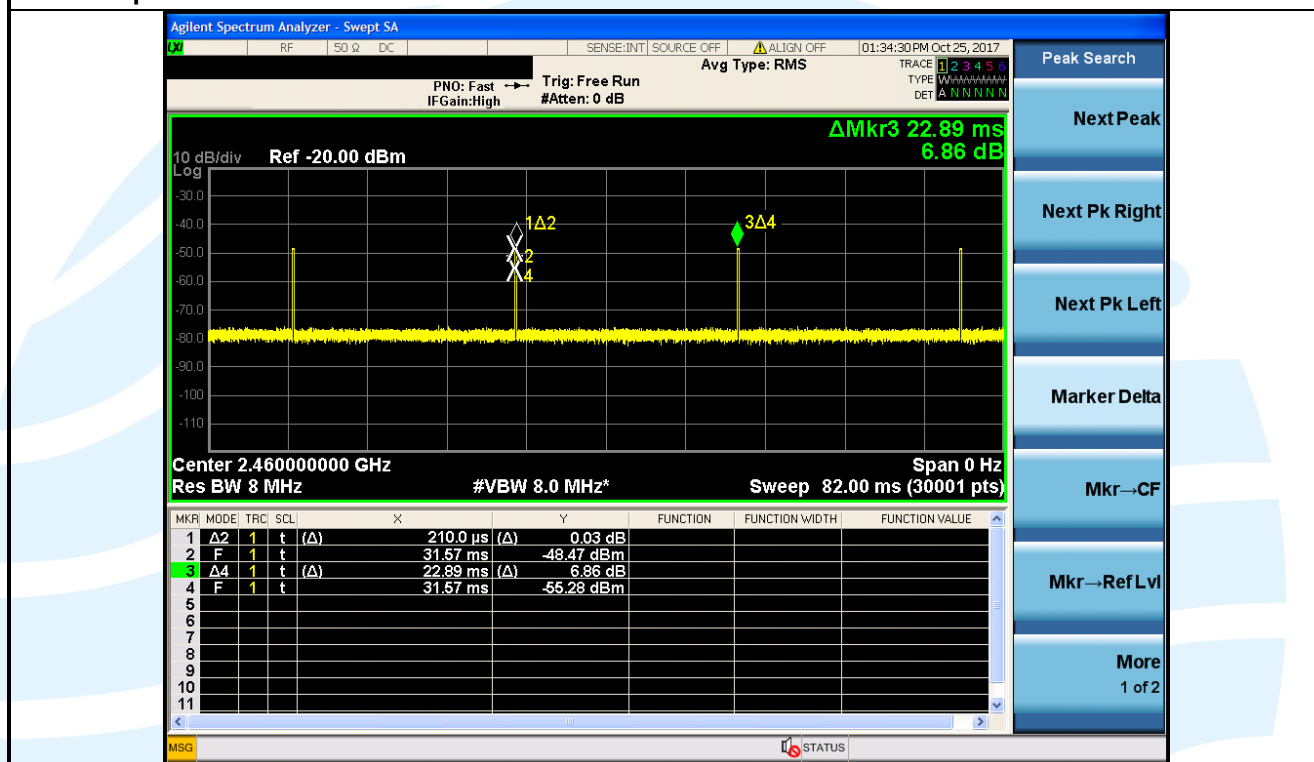 Agilent Spectrum Analyzer - Swept SA
LXI RF 50 Ω DC SENSE:INT SOURCE OFF ALIGN OFF 01:34:30 PM Oct 25, 2017
PNO: Fast
IFGain:High
Trig: Free Run
#Atten: 0 dB
Avg Type: RMS
TRACE 1 2 3 4 5 6
TYPE
DET A N N N N N
ΔMkr3 22.89 ms
6.86 dB
10 dB/div Ref -20.00 dBm
Log
-30.0
-40.0
-50.0
-60.0
-70.0
-80.0
-90.0
-100
-110
1Δ2
2
4
3Δ4
Center 2.460000000 GHz Span 0 Hz
Res BW 8 MHz #VBW 8.0 MHz* Sweep 82.00 ms (30001 pts)
MKR MODE TRC SCL X Y FUNCTION FUNCTION WIDTH FUNCTION VALUE
1 Δ2 1 t (Δ) 210.0 µs (Δ) 0.03 dB
2 F 1 t 31.57 ms -48.47 dBm
3 Δ4 1 t (Δ) 22.89 ms (Δ) 6.86 dB
4 F 1 t 31.57 ms -55.28 dBm
5
6
7
8
9
10
11
MSG STATUS
Peak Search
Next Peak
Next Pk Right
Next Pk Left
Marker Delta
Mkr→CF
Mkr→Ref Lvl
More
1 of 2